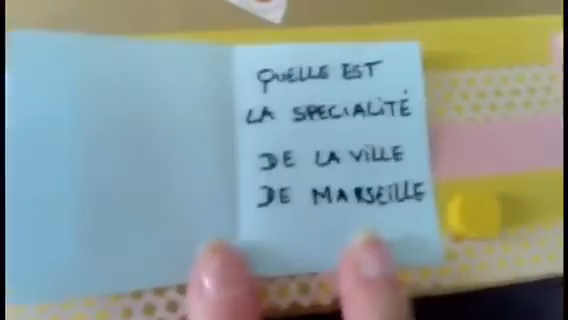 QUELLE EST
LA SPECIALITÉ
DE LA VILLE
DE MARSEILLE